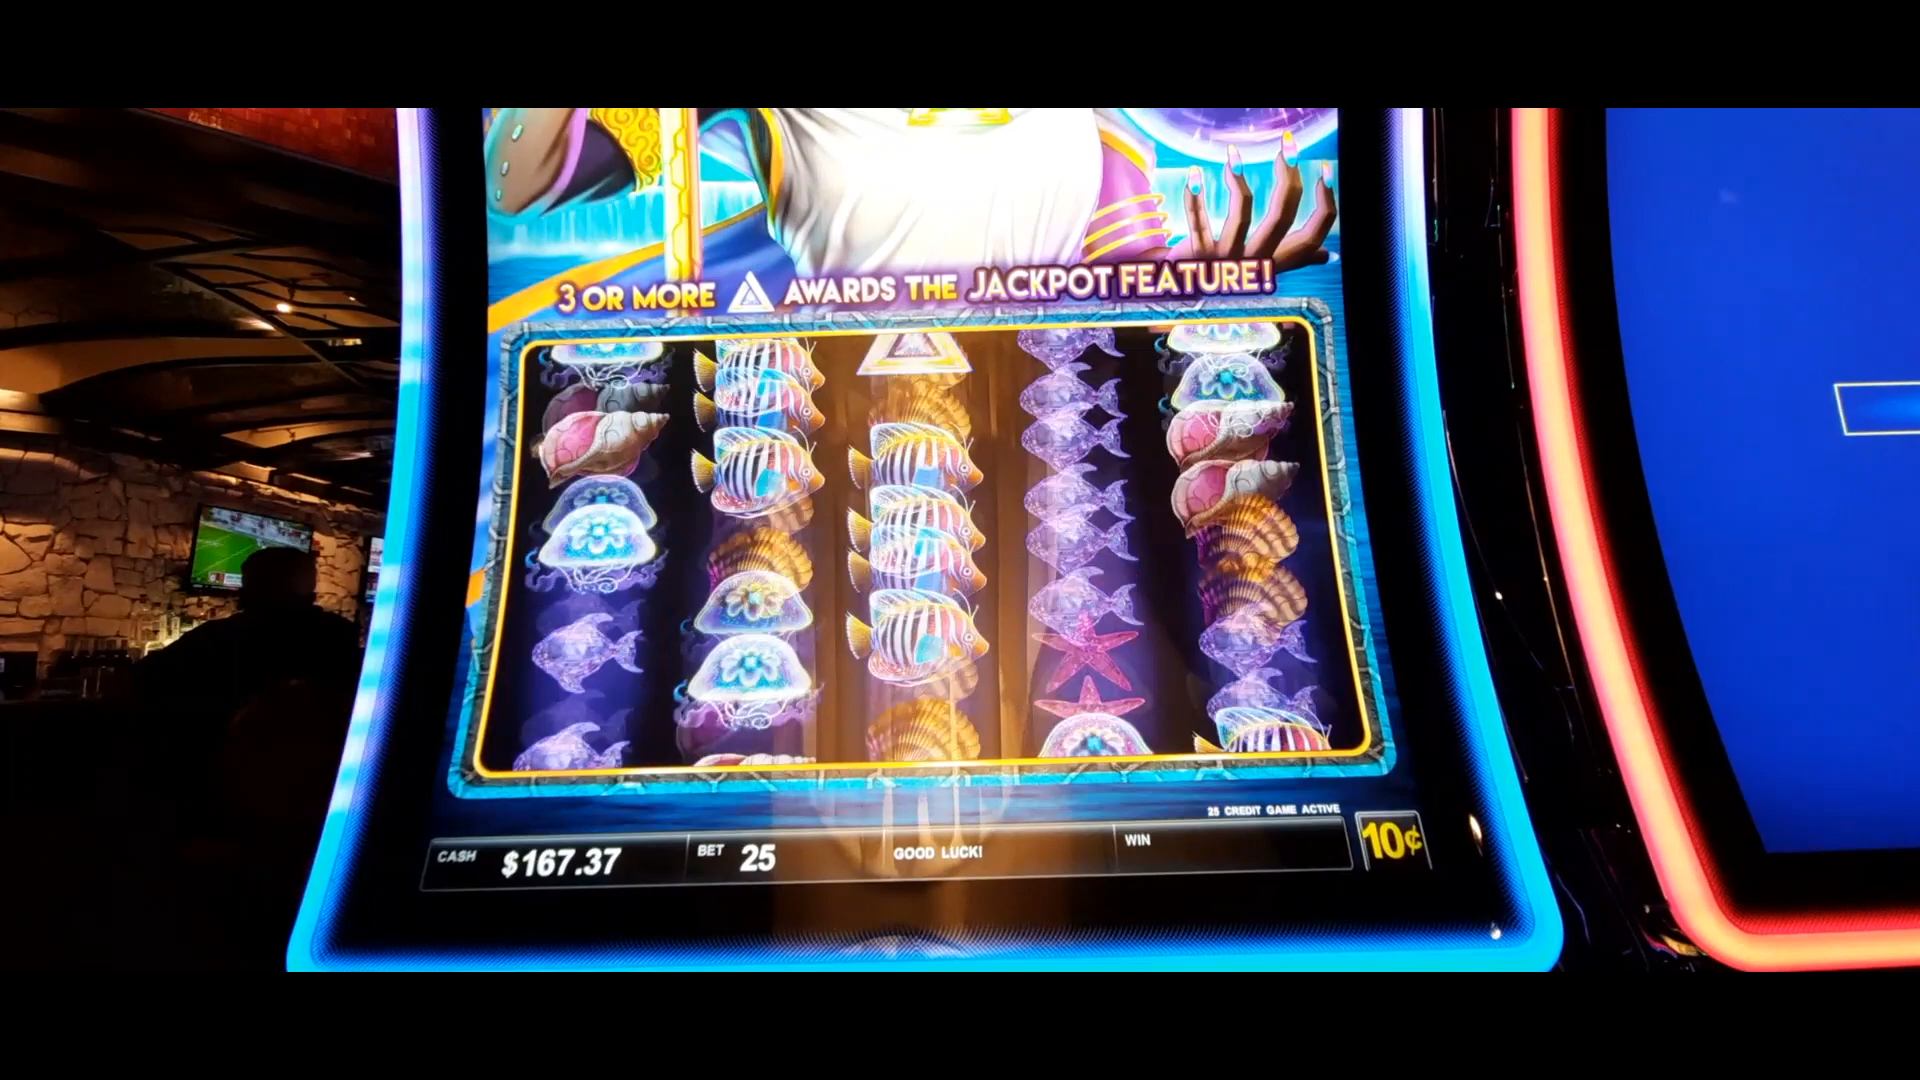 3 OR MORE AWARDS THE JACKPOT FEATURE!
25 CREDIT GAME ACTIVE
CASH $167.37 BET 25 GOOD LUCK! WIN 10¢